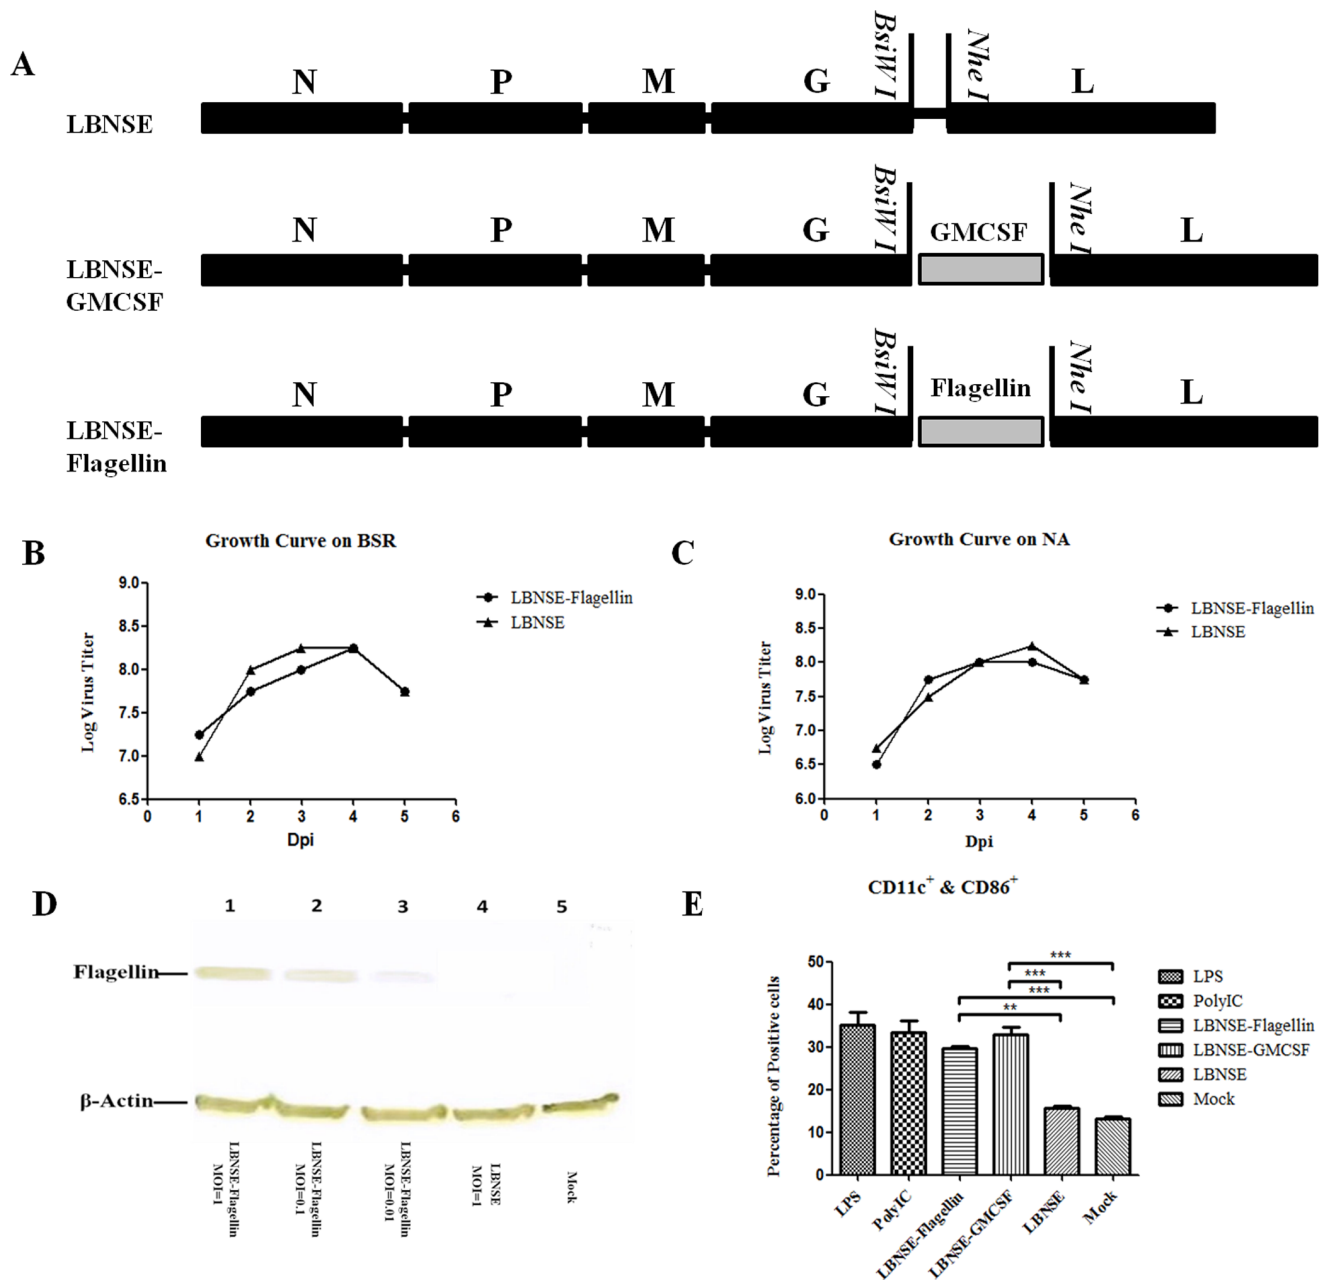 A
N P M G BsiW I Nhe I L
LBNSE
N P M G BsiW I GMCSF Nhe I L
LBNSE-
GMCSF
N P M G BsiW I Flagellin Nhe I L
LBNSE-
Flagellin
B
Growth Curve on BSR
Log Virus Titer
9.0
8.5
8.0
7.5
7.0
6.5
0 1 2 3 4 5 6
Dpi
LBNSE-Flagellin
LBNSE
C
Growth Curve on NA
Log Virus Titer
9.0
8.5
8.0
7.5
7.0
6.5
6.0
0 1 2 3 4 5 6
Dpi
LBNSE-Flagellin
LBNSE
D
1 2 3 4 5
Flagellin
β-Actin
LBNSE-Flagellin
MOI=1
LBNSE-Flagellin
MOI=0.1
LBNSE-Flagellin
MOI=0.01
LBNSE
MOI=1
Mock
E
CD11c+ & CD86+
Percentage of Positive cells
50
40
30
20
10
0
***
***
***
**
LPS
PolyIC
LBNSE-Flagellin
LBNSE-GMCSF
LBNSE
Mock
LPS
PolyIC
LBNSE-Flagellin
LBNSE-GMCSF
LBNSE
Mock